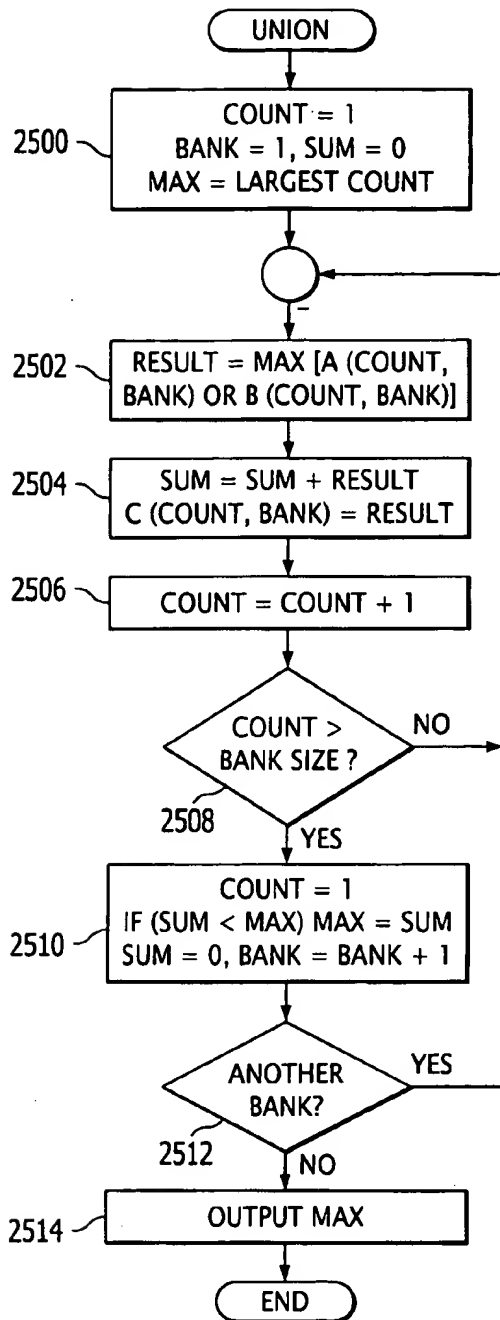 UNION
COUNT = 1
BANK = 1, SUM = 0
MAX = LARGEST COUNT
2500
RESULT = MAX [A (COUNT,
BANK) OR B (COUNT, BANK)]
2502
SUM = SUM + RESULT
C (COUNT, BANK) = RESULT
2504
COUNT = COUNT + 1
2506
COUNT >
BANK SIZE ?
NO
2508
YES
COUNT = 1
IF (SUM < MAX) MAX = SUM
SUM = 0, BANK = BANK + 1
2510
ANOTHER
BANK?
YES
2512
NO
OUTPUT MAX
2514
END